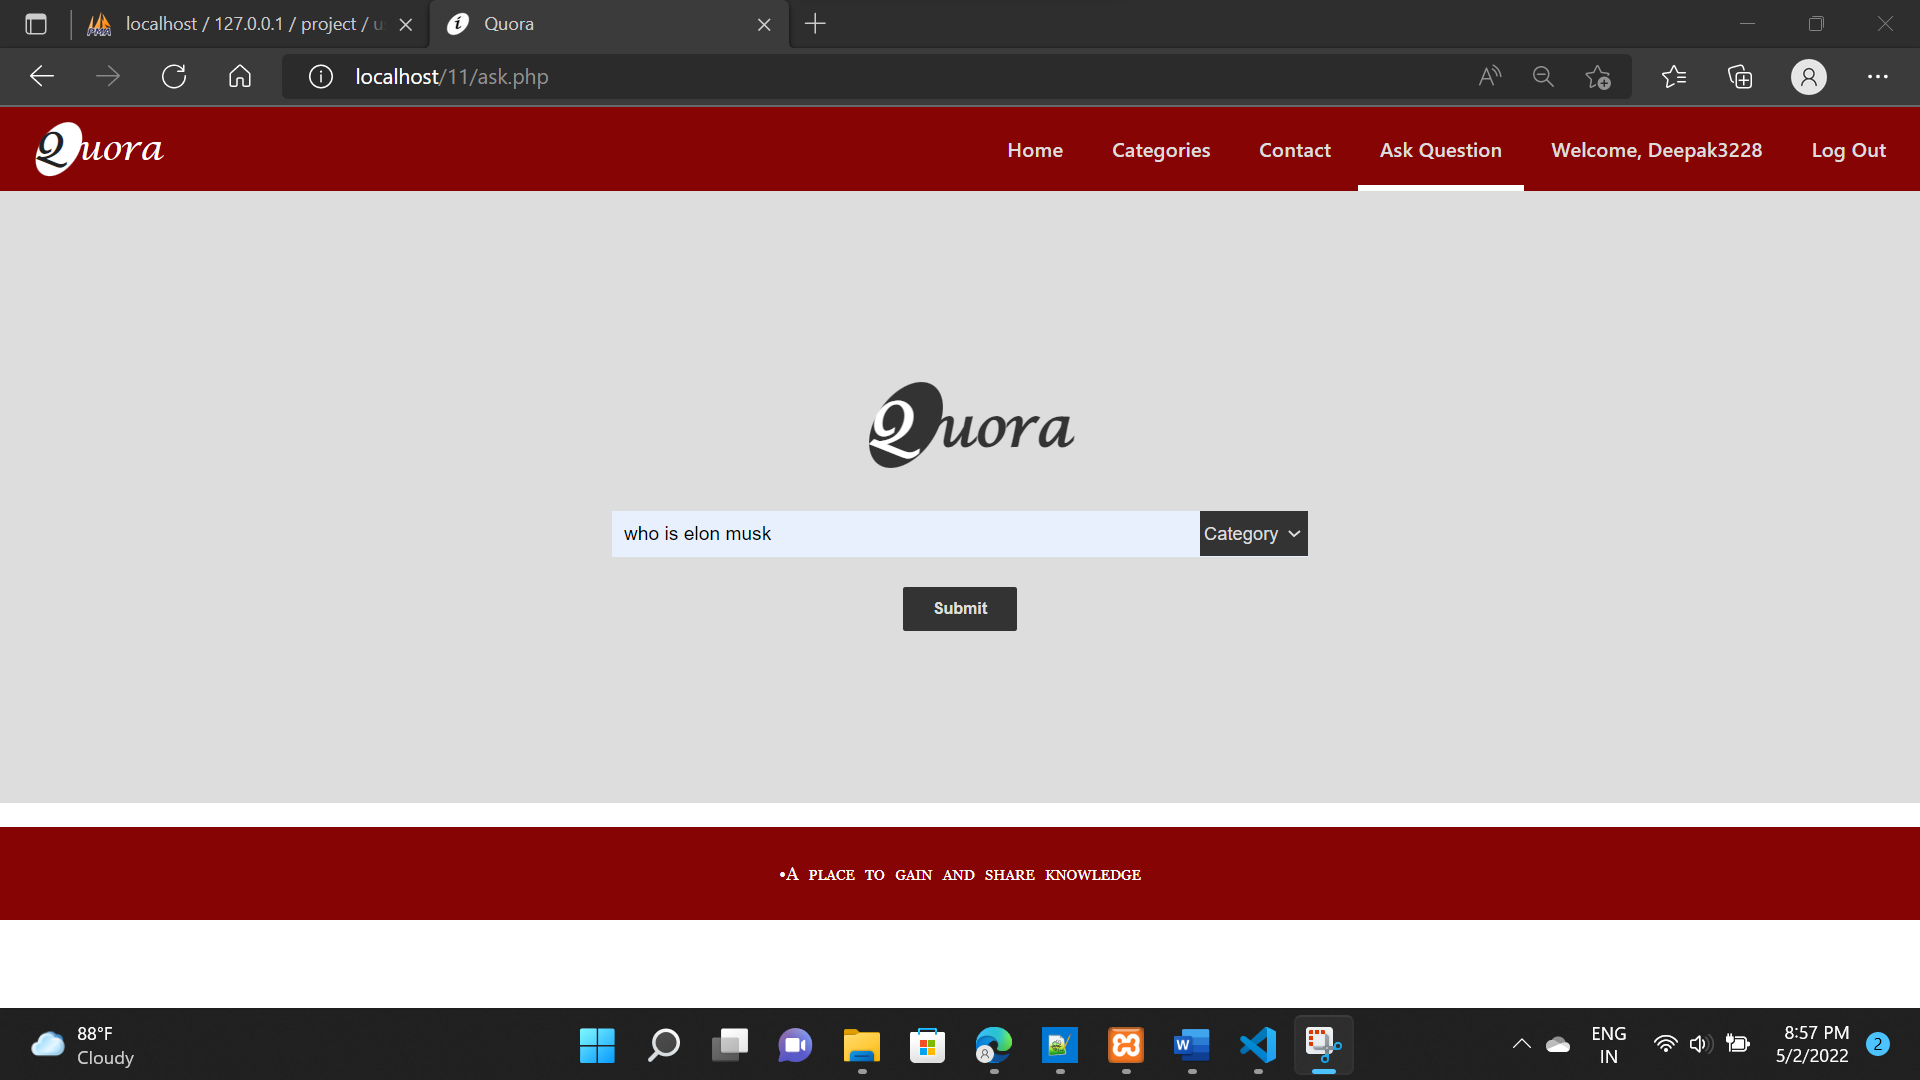 localhost / 127.0.0.1 / project / u
Quora
localhost/11/ask.php
Quora
Home
Categories
Contact
Ask Question
Welcome, Deepak3228
Log Out
Quora
who is elon musk
Category
Submit
•A place to gain and share knowledge
88°F
Cloudy
ENG
IN
8:57 PM
5/2/2022
2